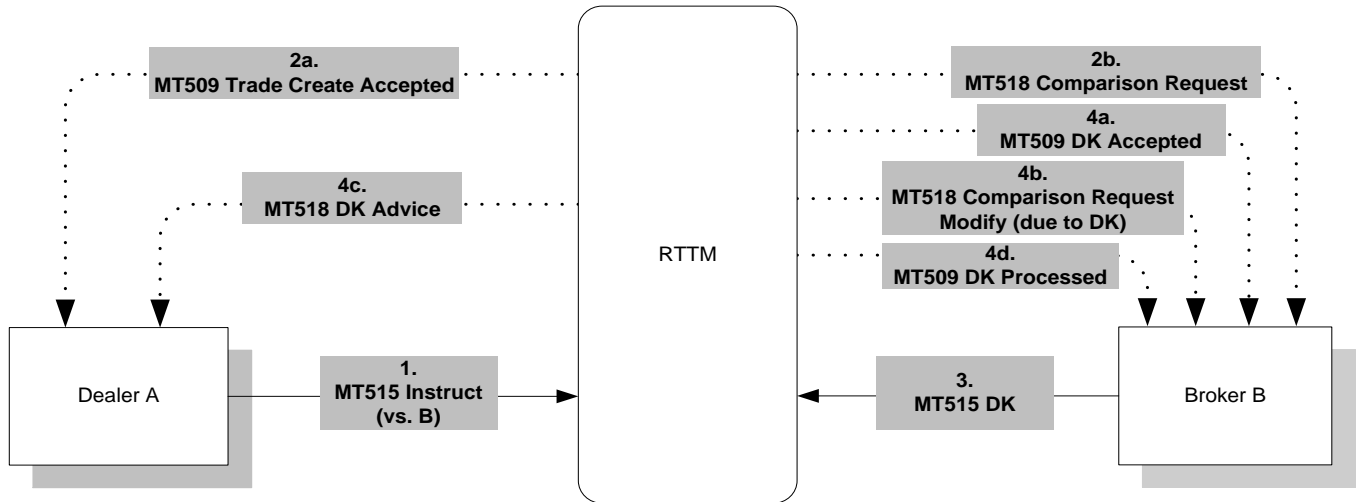 2a.
MT509 Trade Create Accepted
2b.
MT518 Comparison Request
4a.
MT509 DK Accepted
4c.
MT518 DK Advice
4b.
MT518 Comparison Request
Modify (due to DK)
RTTM
4d.
MT509 DK Processed
Dealer A
1.
MT515 Instruct
(vs. B)
3.
MT515 DK
Broker B